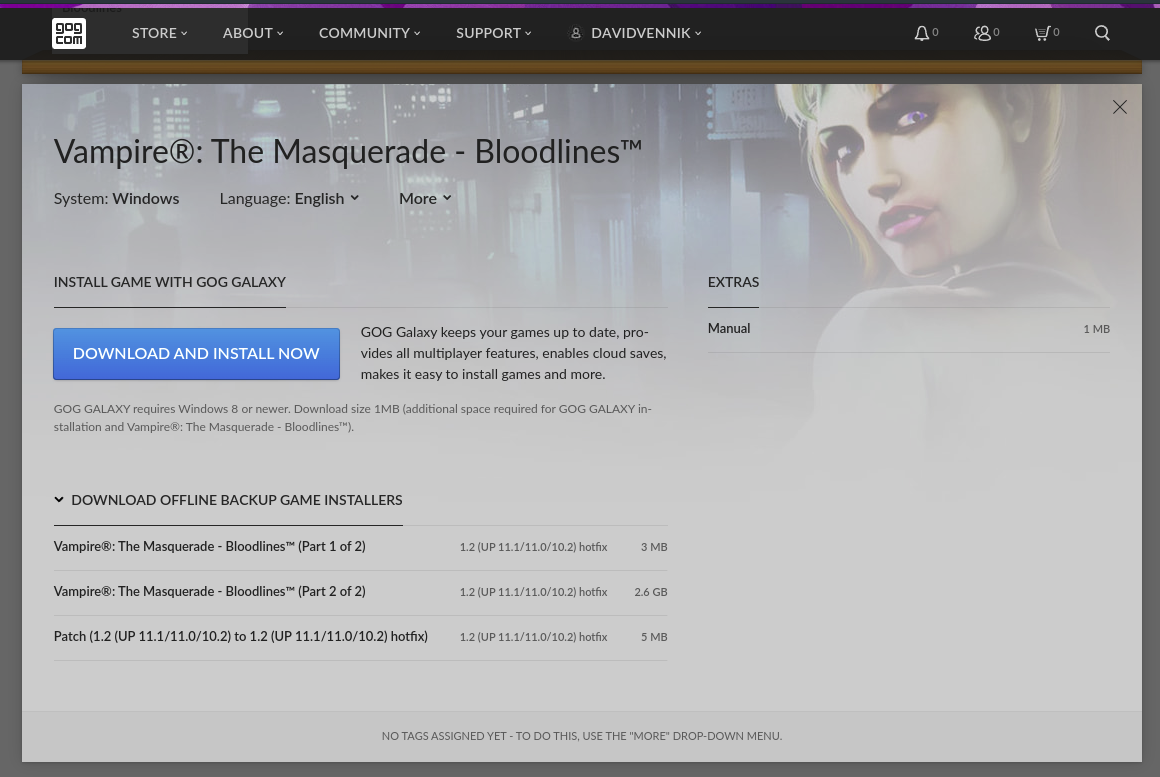 Bloodlines
gog
com
STORE
ABOUT
COMMUNITY
SUPPORT
DAVIDVENNIK
0
0
0
Vampire®: The Masquerade - Bloodlines™
System: Windows
Language: English
More
INSTALL GAME WITH GOG GALAXY
DOWNLOAD AND INSTALL NOW
GOG Galaxy keeps your games up to date, pro-
vides all multiplayer features, enables cloud saves,
makes it easy to install games and more.
GOG GALAXY requires Windows 8 or newer. Download size 1MB (additional space required for GOG GALAXY in-
stallation and Vampire®: The Masquerade - Bloodlines™).
EXTRAS
Manual 1 MB
DOWNLOAD OFFLINE BACKUP GAME INSTALLERS
Vampire®: The Masquerade - Bloodlines™ (Part 1 of 2) 1.2 (UP 11.1/11.0/10.2) hotfix 3 MB
Vampire®: The Masquerade - Bloodlines™ (Part 2 of 2) 1.2 (UP 11.1/11.0/10.2) hotfix 2.6 GB
Patch (1.2 (UP 11.1/11.0/10.2) to 1.2 (UP 11.1/11.0/10.2) hotfix) 1.2 (UP 11.1/11.0/10.2) hotfix 5 MB
NO TAGS ASSIGNED YET - TO DO THIS, USE THE "MORE" DROP-DOWN MENU.